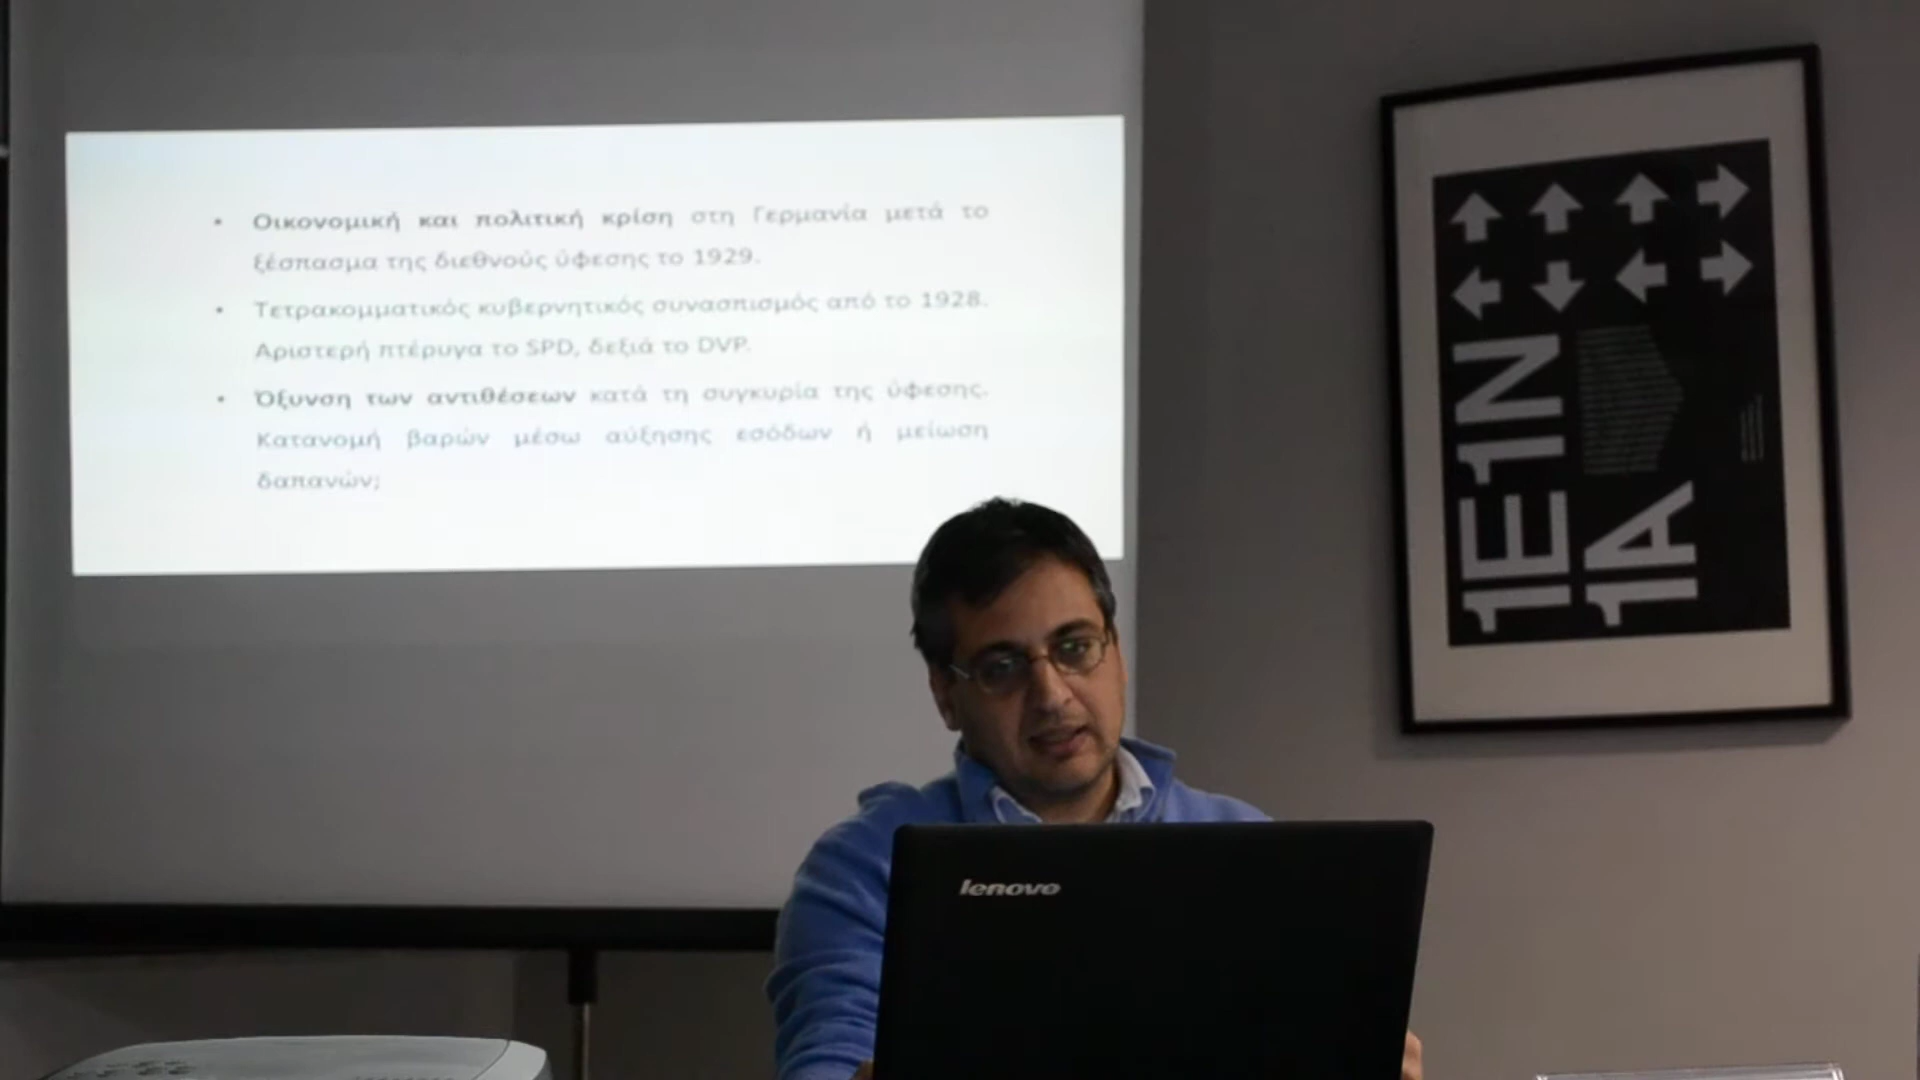 • Οικονομική και πολιτική κρίση στη Γερμανία μετά το
ξέσπασμα της διεθνούς ύφεσης το 1929.
• Τετρακομματικός κυβερνητικός συνασπισμός από το 1928.
Αριστερή πτέρυγα το SPD, δεξιά το DVP.
• Όξυνση των αντιθέσεων κατά τη συγκυρία της ύφεσης.
Κατανομή βαρών μέσω αύξησης εσόδων ή μείωση
δαπανών;
1E1N
1A
lenovo